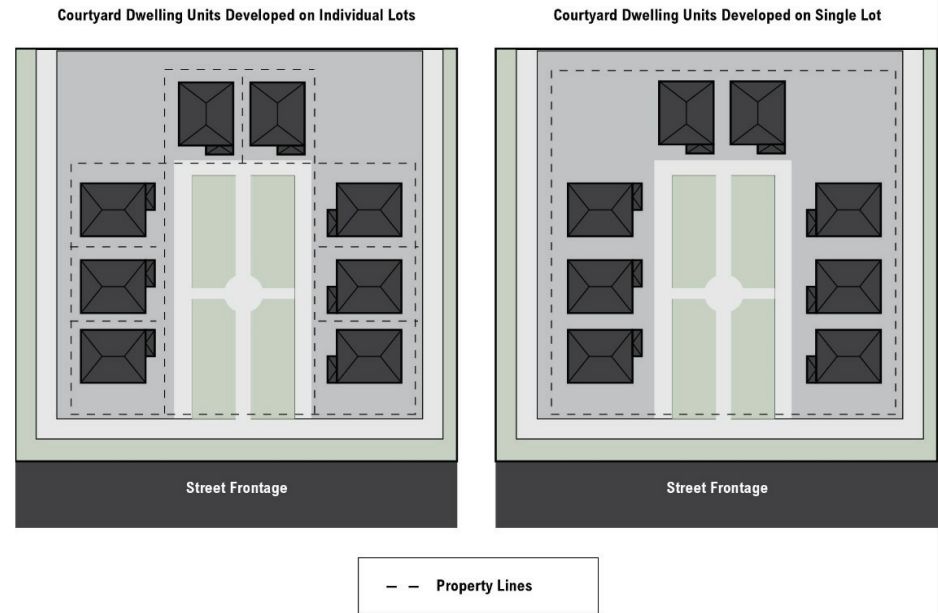 Courtyard Dwelling Units Developed on Individual Lots
Courtyard Dwelling Units Developed on Single Lot
Street Frontage
Street Frontage
Property Lines